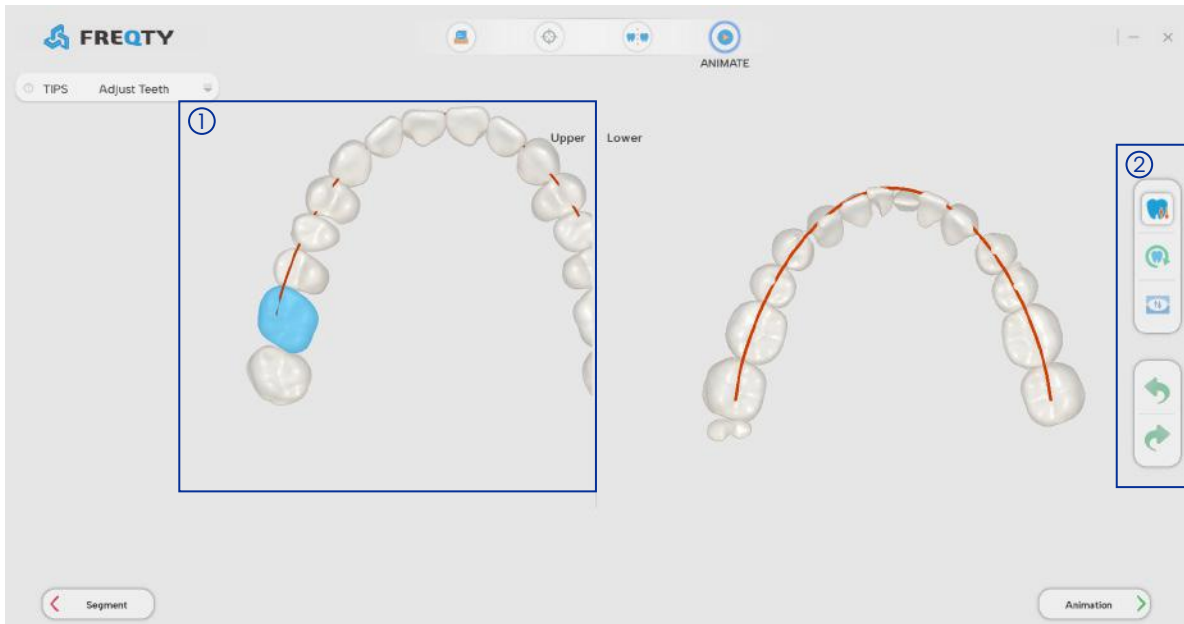 FREQTY
ANIMATE
TIPS Adjust Teeth
①
Upper Lower
②
Segment
Animation